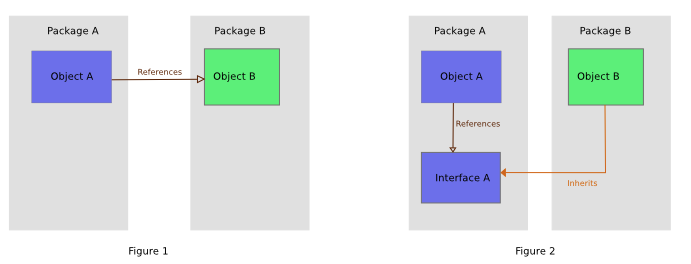 Package A
Package B
Object A
References
Object B
Figure 1
Package A
Package B
Object A
Object B
References
Interface A
Inherits
Figure 2